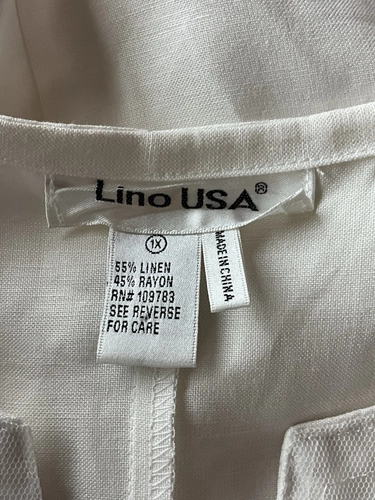 Lino USA®
1X
55% LINEN
45% RAYON
RN# 109783
SEE REVERSE
FOR CARE
MADE IN CHINA